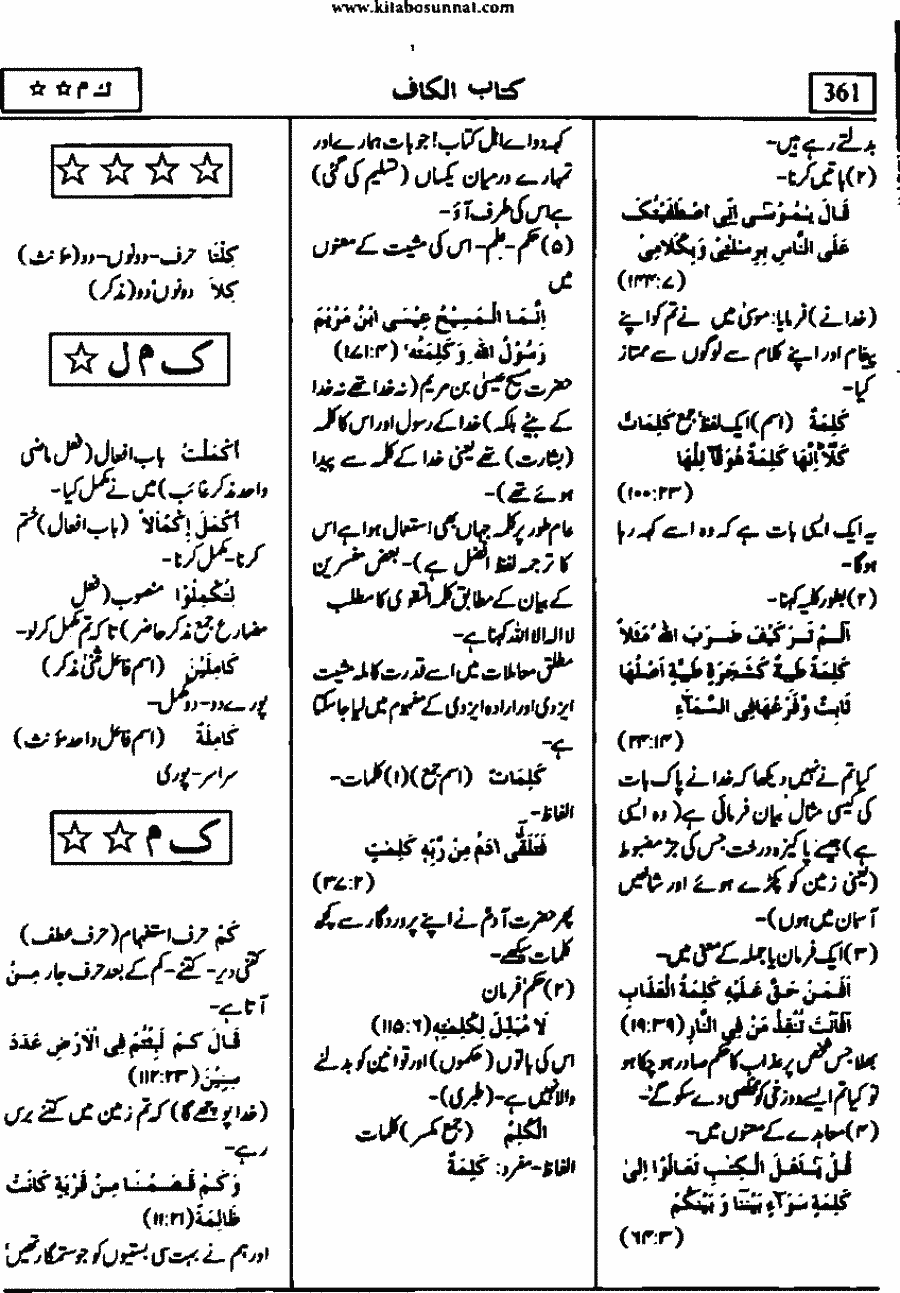 www.kitabosunnat.com
361
کتاب الکاف
ک م ☆ ☆
بدلتے رہے ہیں-
(۲) باتیں کرنا-
قَالَ يٰمُوْسٰٓى اِنِّى اصْطَفَيْتُكَ
عَلَى النَّاسِ بِرِسٰلٰتِىْ وَبِكَلَامِىْ
(۱۴۴:۷)
(خدا نے) فرمایا: موسٰی میں نے تم کو اپنے
پیغام اور اپنے کلام سے لوگوں سے ممتاز
کیا-
كَلِمَةٌ (اسم) ایک لفظ جمع كَلِمَاتٌ
كَلَّا اِنَّهَا كَلِمَةٌ هُوَ قَآئِلُهَا
(۱۰۰:۲۳)
یہ ایک ایسی بات ہے کہ وہ اسے کہہ رہا
ہوگا-
(۲) بطور کلمہ کہنا-
اَلَمْ تَرَ كَيْفَ ضَرَبَ اللهُ مَثَلاً
كَلِمَةً طَيِّبَةً كَشَجَرَةٍ طَيِّبَةٍ اَصْلُهَا
ثَابِتٌ وَّفَرْعُهَا فِى السَّمَآءِ
(۲۴:۱۴)
کیا تم نے نہیں دیکھا کہ خدا نے پاک بات
کی کیسی مثال بیان فرمائی ہے (وہ ایسی
ہے) جیسے پاکیزہ درخت جس کی جڑ مضبوط
(یعنی زمین کو پکڑے ہوئے اور شاخیں
آسمان میں ہوں)-
(۳) ایک فرمان یا جملہ کے معنی میں-
اَفَمَنْ حَقَّ عَلَيْهِ كَلِمَةُ الْعَذَابِ
اَفَاَنْتَ تُنْقِذُ مَنْ فِى النَّارِ (۱۹:۳۹)
بھلا جس شخص پر عذاب کا حکم صادر ہو چکا ہو
تو کیا تم ایسے دوزخی کو مخلصی دے سکو گے-
(۴) معاہدے کے معنوں میں-
قُلْ يٰٓاَهْلَ الْكِتٰبِ تَعَالَوْا اِلىٰ
كَلِمَةٍ سَوَآءٍ بَيْنَنَا وَ بَيْنَكُمْ
(۶۴:۳)
کہہ دو اے اہل کتاب! جو بات ہمارے اور
تمہارے درمیان یکساں (تسلیم کی گئی)
ہے اس کی طرف آؤ-
(۵) حکم-علم- اس کی مشیت کے معنوں
میں
اِنَّمَا الْمَسِيْحُ عِيْسَى ابْنُ مَرْيَمَ
رَسُوْلُ اللهِ وَكَلِمَتُهٗ (۱۷۱:۴)
حضرت مسیح عیسیٰ بن مریم (نہ خدا تھے نہ خدا
کے بیٹے بلکہ) خدا کے رسول اور اس کا کلمہ
(بشارت) تھے یعنی خدا کے کلمہ سے پیدا
ہوئے تھے)-
عام طور پر کلمہ جہاں بھی استعمال ہوا ہے اس
کا ترجمہ لفظ افضل ہے)- بعض مفسرین
کے بیان کے مطابق کلمہ التقویٰ کا مطلب
لا الہ الا اللہ کہنا ہے-
مطلق معاملات میں اسے قدرت کاملہ مشیت
ایزدی اور ارادہ ایزدی کے مفہوم میں لیا جا سکتا
ہے-
كَلِمَاتٌ (اسم جمع) (۱) کلمات-
الفاظ-
فَتَلَقّٰٓى اٰدَمُ مِنْ رَّبِّهٖ كَلِمٰتٍ
(۳۷:۲)
پھر حضرت آدمؑ نے اپنے پروردگار سے کچھ
کلمات سیکھے-
(۲) حکم فرمان
لَا مُبَدِّلَ لِكَلِمٰتِهٖ (۱۱۵:۶)
اس کی باتوں (حکموں) اور قوانین کو بدلنے
والا نہیں ہے-(طبری)-
الْكَلِمُ (جمع مکسر) کلمات
الفاظ-مفرد: كَلِمَةٌ
☆ ☆ ☆ ☆
كِلْتَا حرف-دونوں-دو (مؤنث)
كِلاَ دونوں دو (مذکر)
ک م ل ☆
اَكْمَلْتُ باب افعال (فعل ماضی
واحد مذکر غائب) میں نے مکمل کیا-
اَكْمَلَ اِكْمَالاً (باب افعال) ختم
کرنا-مکمل کرنا-
لِتُكْمِلُوْا منصوب (فعل
مضارع جمع مذکر حاضر) تاکہ تم مکمل کر لو-
كَامِلَيْنِ (اسم فاعل مثنیٰ مذکر)
پورے دو-دو مکمل-
كَامِلَةٌ (اسم فاعل واحد مؤنث)
سراسر-پوری
ک م ☆ ☆
كَمْ حرف استفہام (حرف عطف)
کتنی دیر- کتنے-کم کے بعد حرف جار مِنْ
آتا ہے-
قَالَ كَمْ لَبِثْتُمْ فِى الْاَرْضِ عَدَدَ
سِنِيْنَ (۱۱۲:۲۳)
(خدا پوچھے گا) کہ تم زمین میں کتنے برس
رہے-
وَكَمْ قَصَمْنَا مِنْ قَرْيَةٍ كَانَتْ
ظَالِمَةً (۱۱:۲۱)
اور ہم نے بہت سی بستیوں کو جو ستمگار تھیں'